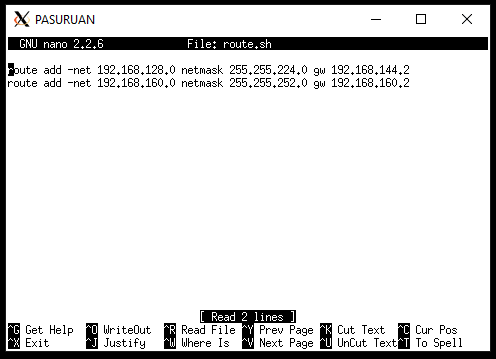 PASURUAN
GNU nano 2.2.6 File: route.sh
route add -net 192.168.128.0 netmask 255.255.224.0 gw 192.168.144.2
route add -net 192.168.160.0 netmask 255.255.252.0 gw 192.168.160.2
[ Read 2 lines ]
^G Get Help ^O WriteOut ^R Read File ^Y Prev Page ^K Cut Text ^C Cur Pos
^X Exit ^J Justify ^W Where Is ^V Next Page ^U UnCut Text ^T To Spell